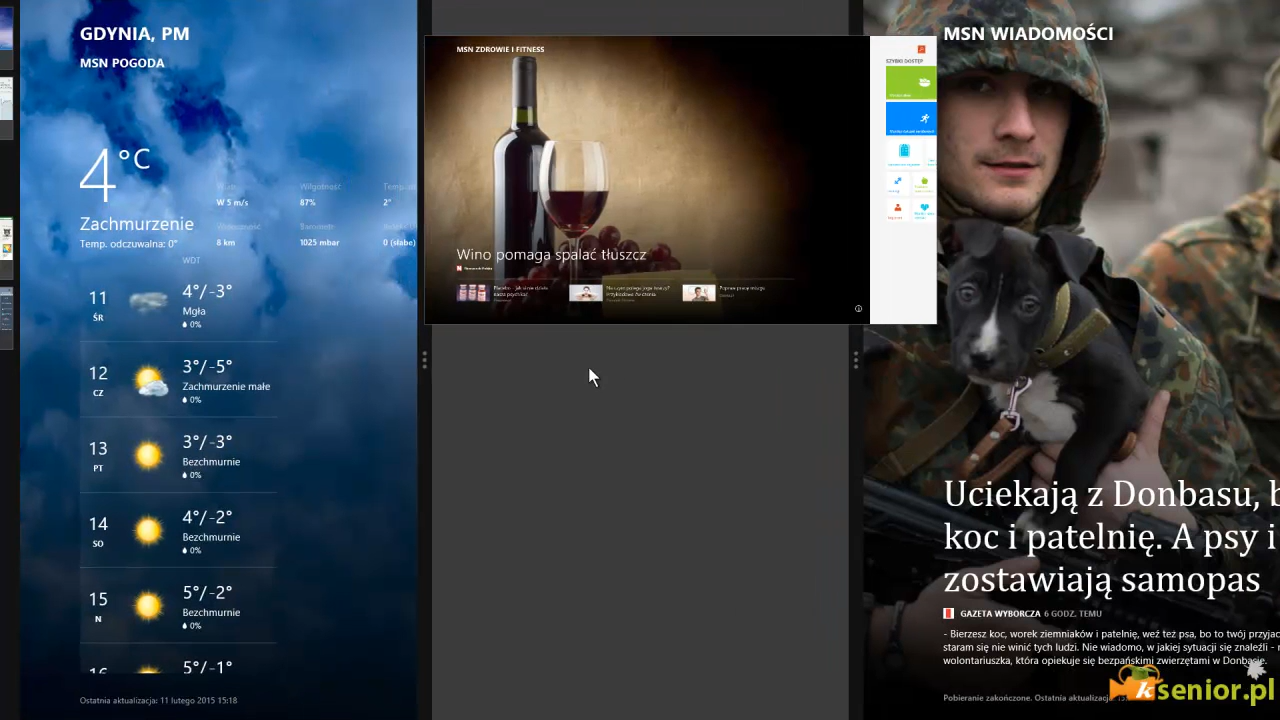 GDYNIA, PM
MSN POGODA
4°C
Zachmurzenie
Temp. odczuwalna: 0°
W 5 m/s
Wilgotność
87%
2°
8 km
Barometr
1025 mbar
0 (słabe)
WDT
11
ŚR
4°/-3°
Mgła
0%
12
CZ
3°/-5°
Zachmurzenie małe
0%
13
PT
3°/-3°
Bezchmurnie
0%
14
SO
4°/-2°
Bezchmurnie
0%
15
N
5°/-2°
Bezchmurnie
0%
16
5°/-1°
Ostatnia aktualizacja: 11 lutego 2015 15:18
MSN ZDROWIE I FITNESS
Wino pomaga spalać tłuszcz
SZYBKI DOSTĘP
MSN WIADOMOŚCI
Uciekają z Donbasu, b
koc i patelnię. A psy i
zostawiają samopas
GAZETA WYBORCZA 6 GODZ. TEMU
- Bierzesz koc, worek ziemniaków i patelnię, weź też psa, bo to twój przyjac
staram się nie winić tych ludzi. Nie wiadomo, w jakiej sytuacji się znaleźli -
wolontariuszka, która opiekuje się bezpańskimi zwierzętami w Donbasie.
Pobieranie zakończone. Ostatnia aktualizacja:
ksenior.pl